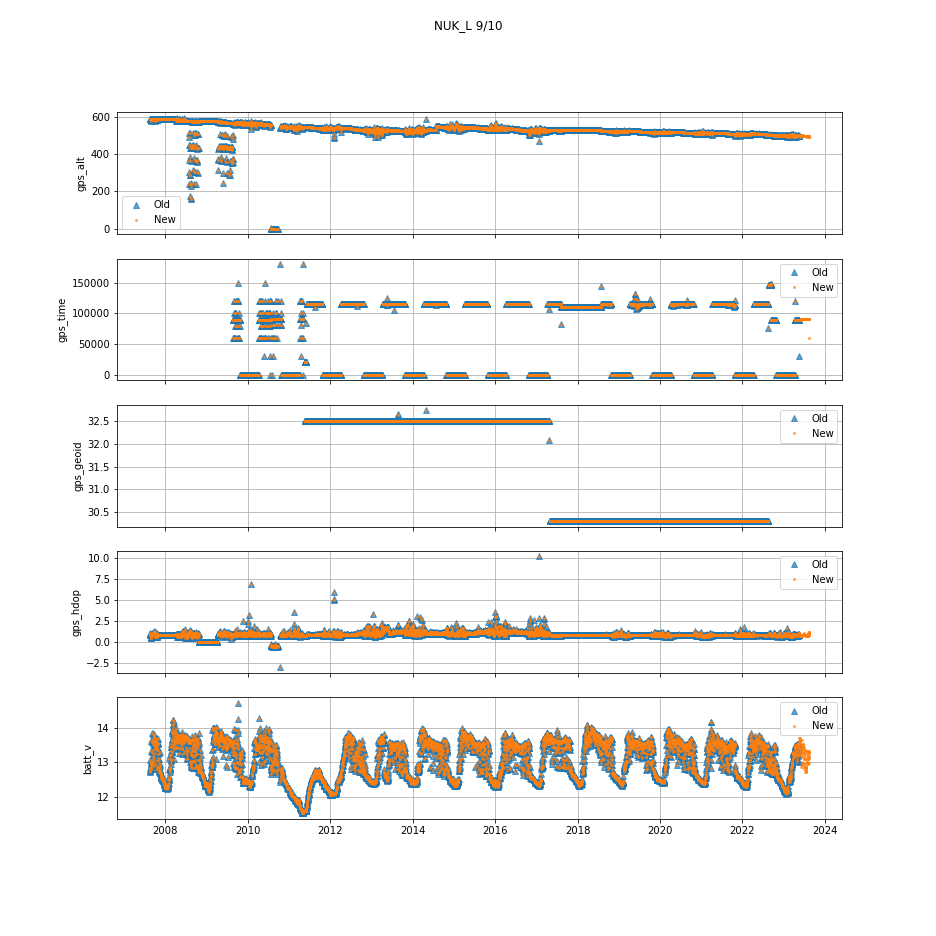 NUK_L 9/10
600
400
200
0
gps_alt
Old
New
150000
100000
50000
0
gps_time
Old
New
32.5
32.0
31.5
31.0
30.5
gps_geoid
Old
New
10.0
7.5
5.0
2.5
0.0
−2.5
gps_hdop
Old
New
14
13
12
batt_v
Old
New
2008 2010 2012 2014 2016 2018 2020 2022 2024